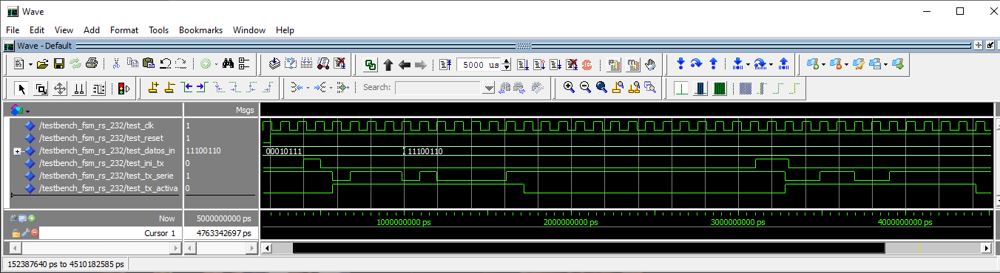 Wave
File Edit View Add Format Tools Bookmarks Window Help
Wave - Default
5000 us
Search:
Msgs
/testbench_fsm_rs_232/test_clk 1
/testbench_fsm_rs_232/test_reset 1
/testbench_fsm_rs_232/test_datos_in 11100110 00010111 11100110
/testbench_fsm_rs_232/test_ini_tx 0
/testbench_fsm_rs_232/test_tx_serie 1
/testbench_fsm_rs_232/test_tx_activa 0
Now 5000000000 ps 1000000000 ps 2000000000 ps 3000000000 ps 4000000000 ps
Cursor 1 4763342697 ps
152387640 ps to 4510182585 ps